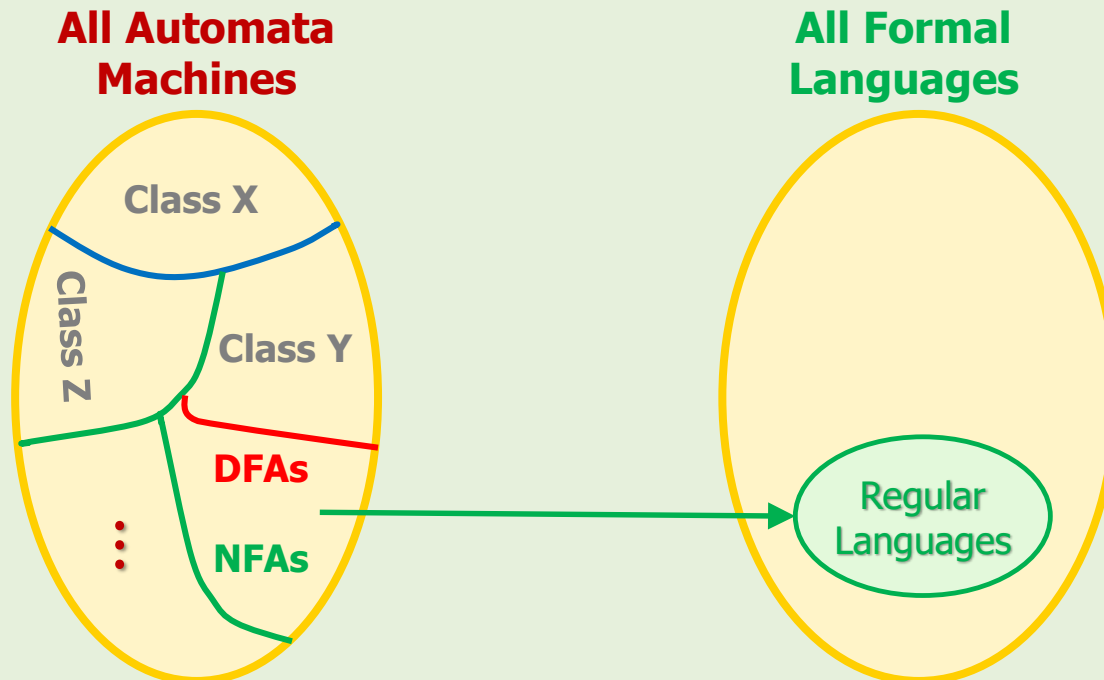 All Automata
Machines
All Formal
Languages
Class X
Class Z
Class Y
DFAs
NFAs
Regular
Languages